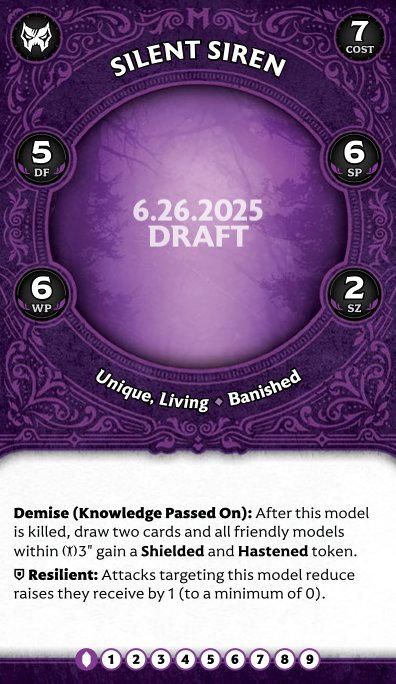 SILENT SIREN
7
COST
5
DF
6
SP
6.26.2025
DRAFT
6
WP
2
SZ
Unique, Living ◆ Banished
Demise (Knowledge Passed On): After this model
is killed, draw two cards and all friendly models
within 3" gain a Shielded and Hastened token.
Resilient: Attacks targeting this model reduce
raises they receive by 1 (to a minimum of 0).
1 2 3 4 5 6 7 8 9